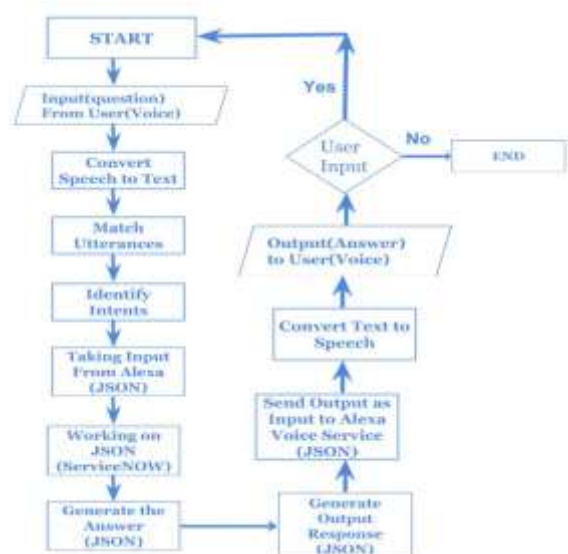 START
Input(question)
From User(Voice)
Convert
Speech to Text
Match
Utterances
Identify
Intents
Taking Input
From Alexa
(JSON)
Working on
JSON
(ServiceNOW)
Generate the
Answer
(JSON)
Generate
Output
Response
(JSON)
Send Output as
Input to Alexa
Voice Service
(JSON)
Convert Text to
Speech
Output(Answer)
to User(Voice)
User
Input
Yes
No
END